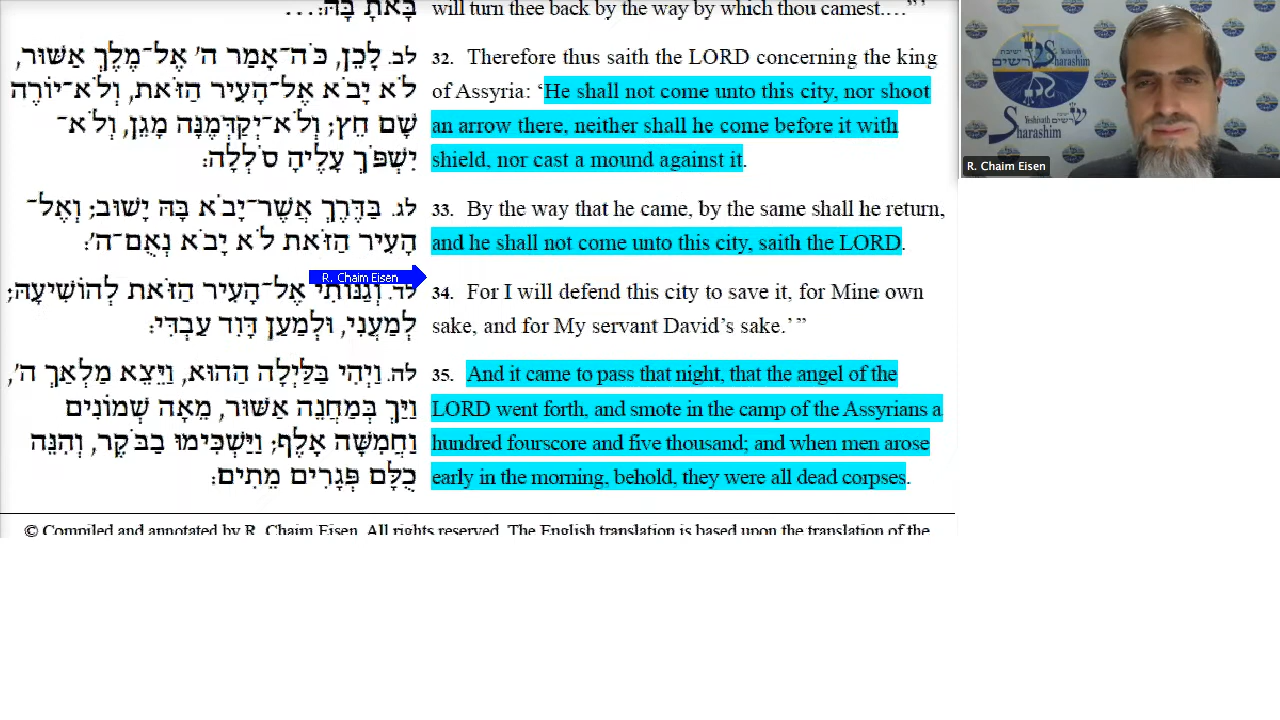 בָּאתָ בָּהּ:...
לב. לָכֵן, כֹּה־אָמַר ה' אֶל־מֶלֶךְ אַשּׁוּר,
לֹא יָבֹא אֶל־הָעִיר הַזֹּאת, וְלֹא־יוֹרֶה
שָׁם חֵץ; וְלֹא־יְקַדְּמֶנָּה מָגֵן, וְלֹא־
יִשְׁפֹּךְ עָלֶיהָ סֹלְלָה:
לג. בַּדֶּרֶךְ אֲשֶׁר־יָבֹא בָּהּ יָשׁוּב; וְאֶל־
הָעִיר הַזֹּאת לֹא יָבֹא נְאֻם־ה':
לד. וְגַנּוֹתִי אֶל־הָעִיר הַזֹּאת לְהוֹשִׁיעָהּ;
לְמַעֲנִי, וּלְמַעַן דָּוִד עַבְדִּי:
לה. וַיְהִי בַּלַּיְלָה הַהוּא, וַיֵּצֵא מַלְאַךְ ה',
וַיַּךְ בְּמַחֲנֵה אַשּׁוּר, מֵאָה שְׁמוֹנִים
וַחֲמִשָּׁה אָלֶף; וַיַּשְׁכִּימוּ בַבֹּקֶר, וְהִנֵּה
כֻלָּם פְּגָרִים מֵתִים:
will turn thee back by the way by which thou camest.…” ’
32. Therefore thus saith the LORD concerning the king
of Assyria: ‘He shall not come unto this city, nor shoot
an arrow there, neither shall he come before it with
shield, nor cast a mound against it.
33. By the way that he came, by the same shall he return,
and he shall not come unto this city, saith the LORD.
34. For I will defend this city to save it, for Mine own
sake, and for My servant David’s sake.’ ”
35. And it came to pass that night, that the angel of the
LORD went forth, and smote in the camp of the Assyrians a
hundred fourscore and five thousand; and when men arose
early in the morning, behold, they were all dead corpses.
© Compiled and annotated by R. Chaim Eisen. All rights reserved. The English translation is based upon the translation of the
R. Chaim Eisen
Yeshivath
Sharashim
ישיבת
שרשים
Yeshivath
Sharashim
R. Chaim Eisen